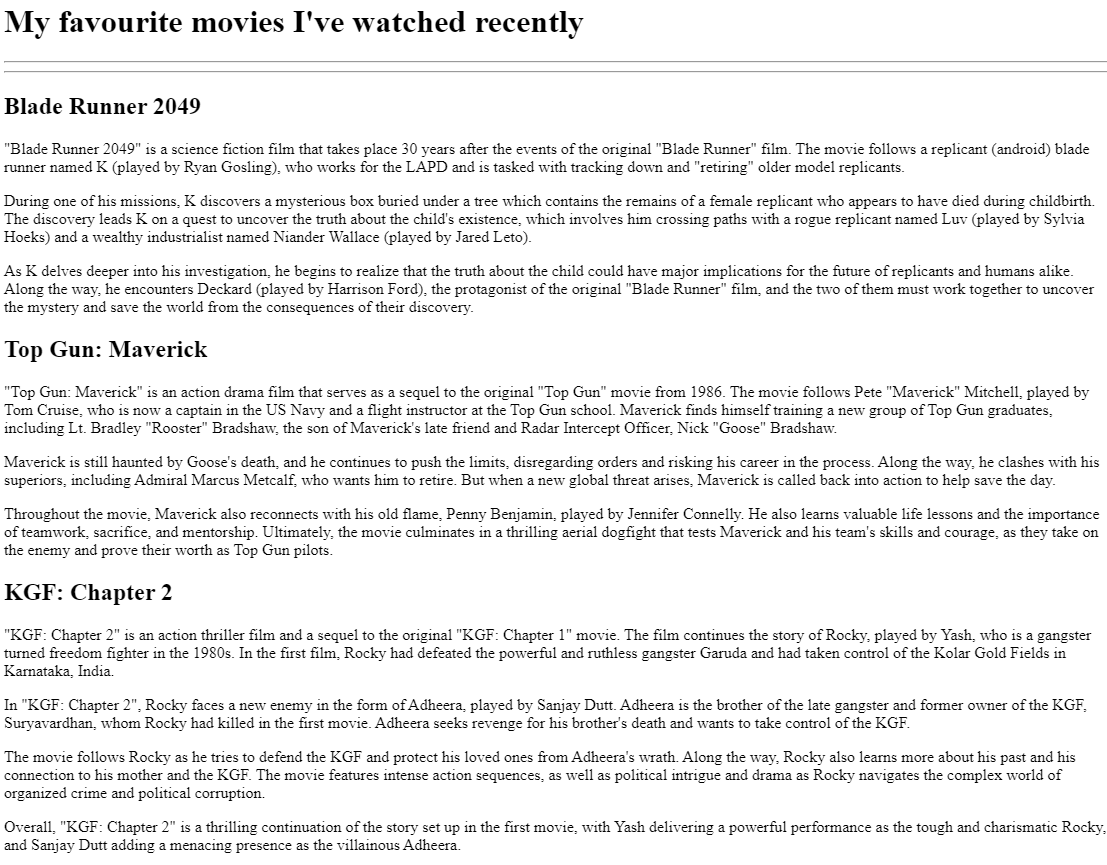 My favourite movies I've watched recently
Blade Runner 2049
"Blade Runner 2049" is a science fiction film that takes place 30 years after the events of the original "Blade Runner" film. The movie follows a replicant (android) blade
runner named K (played by Ryan Gosling), who works for the LAPD and is tasked with tracking down and "retiring" older model replicants.
During one of his missions, K discovers a mysterious box buried under a tree which contains the remains of a female replicant who appears to have died during childbirth.
The discovery leads K on a quest to uncover the truth about the child's existence, which involves him crossing paths with a rogue replicant named Luv (played by Sylvia
Hoeks) and a wealthy industrialist named Niander Wallace (played by Jared Leto).
As K delves deeper into his investigation, he begins to realize that the truth about the child could have major implications for the future of replicants and humans alike.
Along the way, he encounters Deckard (played by Harrison Ford), the protagonist of the original "Blade Runner" film, and the two of them must work together to uncover
the mystery and save the world from the consequences of their discovery.
Top Gun: Maverick
"Top Gun: Maverick" is an action drama film that serves as a sequel to the original "Top Gun" movie from 1986. The movie follows Pete "Maverick" Mitchell, played by
Tom Cruise, who is now a captain in the US Navy and a flight instructor at the Top Gun school. Maverick finds himself training a new group of Top Gun graduates,
including Lt. Bradley "Rooster" Bradshaw, the son of Maverick's late friend and Radar Intercept Officer, Nick "Goose" Bradshaw.
Maverick is still haunted by Goose's death, and he continues to push the limits, disregarding orders and risking his career in the process. Along the way, he clashes with his
superiors, including Admiral Marcus Metcalf, who wants him to retire. But when a new global threat arises, Maverick is called back into action to help save the day.
Throughout the movie, Maverick also reconnects with his old flame, Penny Benjamin, played by Jennifer Connelly. He also learns valuable life lessons and the importance
of teamwork, sacrifice, and mentorship. Ultimately, the movie culminates in a thrilling aerial dogfight that tests Maverick and his team's skills and courage, as they take on
the enemy and prove their worth as Top Gun pilots.
KGF: Chapter 2
"KGF: Chapter 2" is an action thriller film and a sequel to the original "KGF: Chapter 1" movie. The film continues the story of Rocky, played by Yash, who is a gangster
turned freedom fighter in the 1980s. In the first film, Rocky had defeated the powerful and ruthless gangster Garuda and had taken control of the Kolar Gold Fields in
Karnataka, India.
In "KGF: Chapter 2", Rocky faces a new enemy in the form of Adheera, played by Sanjay Dutt. Adheera is the brother of the late gangster and former owner of the KGF,
Suryavardhan, whom Rocky had killed in the first movie. Adheera seeks revenge for his brother's death and wants to take control of the KGF.
The movie follows Rocky as he tries to defend the KGF and protect his loved ones from Adheera's wrath. Along the way, Rocky also learns more about his past and his
connection to his mother and the KGF. The movie features intense action sequences, as well as political intrigue and drama as Rocky navigates the complex world of
organized crime and political corruption.
Overall, "KGF: Chapter 2" is a thrilling continuation of the story set up in the first movie, with Yash delivering a powerful performance as the tough and charismatic Rocky,
and Sanjay Dutt adding a menacing presence as the villainous Adheera.